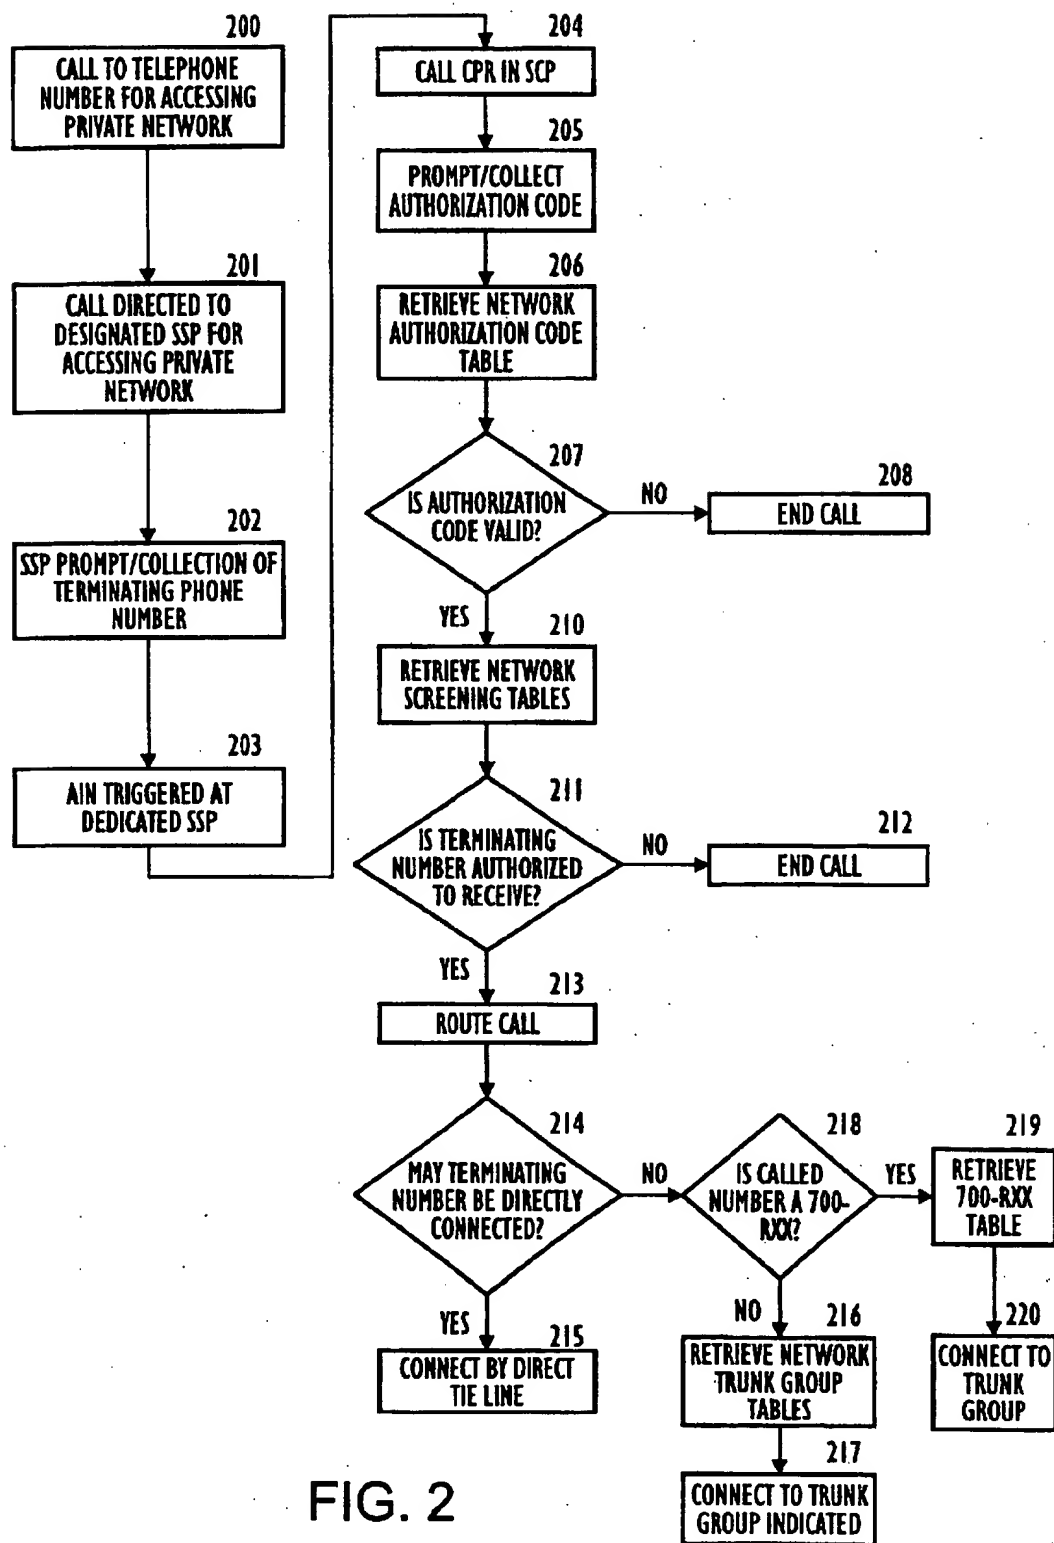 200
CALL TO TELEPHONE
NUMBER FOR ACCESSING
PRIVATE NETWORK
201
CALL DIRECTED TO
DESIGNATED SSP FOR
ACCESSING PRIVATE
NETWORK
202
SSP PROMPT/COLLECTION OF
TERMINATING PHONE
NUMBER
203
AIN TRIGGERED AT
DEDICATED SSP
204
CALL CPR IN SCP
205
PROMPT/COLLECT
AUTHORIZATION CODE
206
RETRIEVE NETWORK
AUTHORIZATION CODE
TABLE
207
IS AUTHORIZATION
CODE VALID?
NO
208
END CALL
YES
210
RETRIEVE NETWORK
SCREENING TABLES
211
IS TERMINATING
NUMBER AUTHORIZED
TO RECEIVE?
NO
212
END CALL
YES
213
ROUTE CALL
214
MAY TERMINATING
NUMBER BE DIRECTLY
CONNECTED?
NO
YES
215
CONNECT BY DIRECT
TIE LINE
218
IS CALLED
NUMBER A 700-
RXX?
YES
219
RETRIEVE
700-RXX
TABLE
220
CONNECT TO
TRUNK
GROUP
NO
216
RETRIEVE NETWORK
TRUNK GROUP
TABLES
217
CONNECT TO TRUNK
GROUP INDICATED
FIG. 2